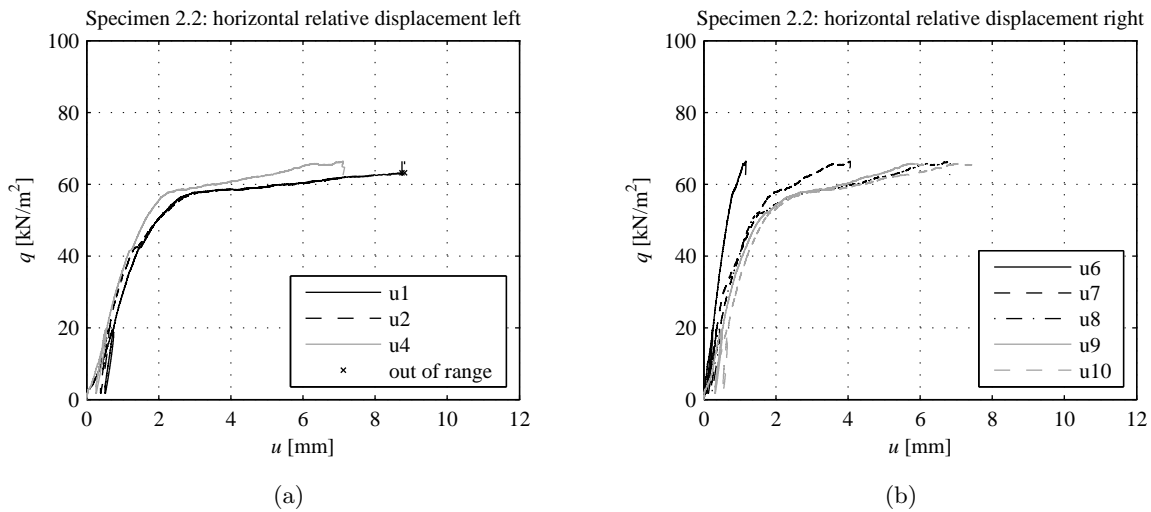 Specimen 2.2: horizontal relative displacement left
100
80
60
40
20
0
q [kN/m²]
0 2 4 6 8 10 12
u [mm]
u1
u2
u4
out of range
(a)
Specimen 2.2: horizontal relative displacement right
100
80
60
40
20
0
q [kN/m²]
0 2 4 6 8 10 12
u [mm]
u6
u7
u8
u9
u10
(b)